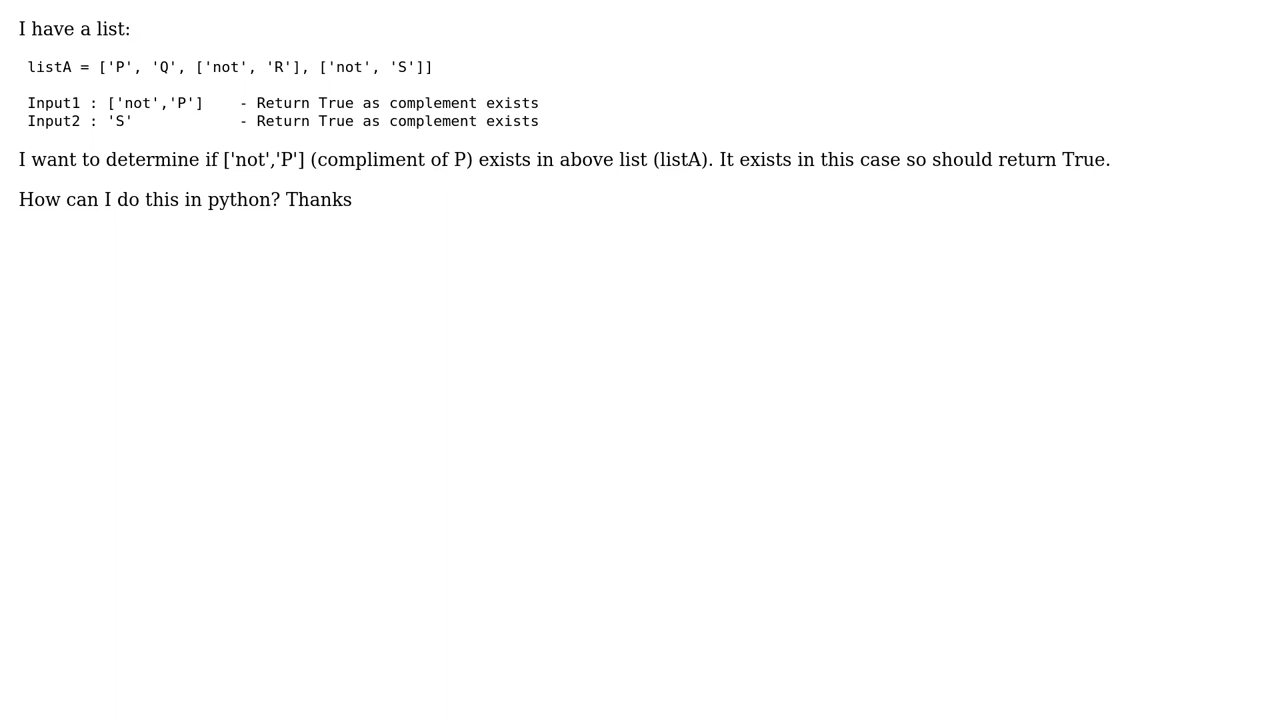 I have a list:
listA = ['P', 'Q', ['not', 'R'], ['not', 'S']]
Input1 : ['not','P']    - Return True as complement exists
Input2 : 'S'            - Return True as complement exists
I want to determine if ['not','P'] (compliment of P) exists in above list (listA). It exists in this case so should return True.
How can I do this in python? Thanks